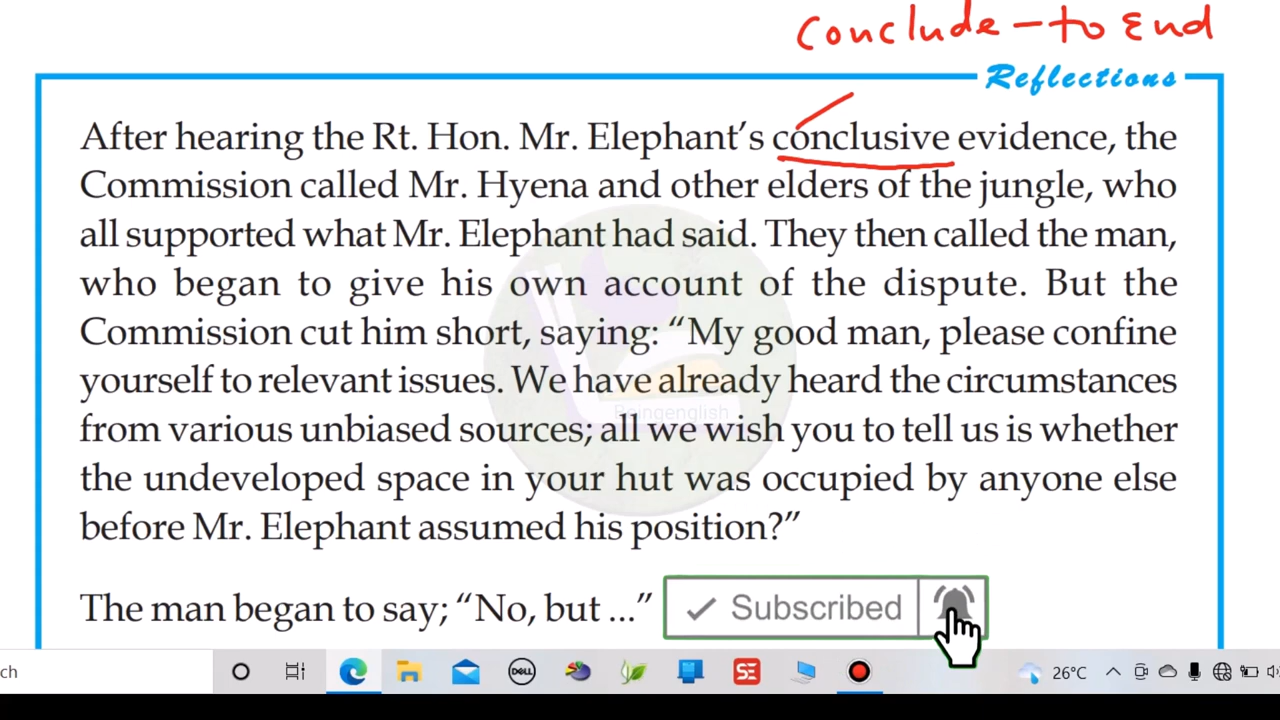 conclude - to End
Reflections
After hearing the Rt. Hon. Mr. Elephant's conclusive evidence, the
Commission called Mr. Hyena and other elders of the jungle, who
all supported what Mr. Elephant had said. They then called the man,
who began to give his own account of the dispute. But the
Commission cut him short, saying: “My good man, please confine
yourself to relevant issues. We have already heard the circumstances
from various unbiased sources; all we wish you to tell us is whether
the undeveloped space in your hut was occupied by anyone else
before Mr. Elephant assumed his position?”
Beingenglish
The man began to say; “No, but ...”
Subscribed
ch
DELL
SE
26°C